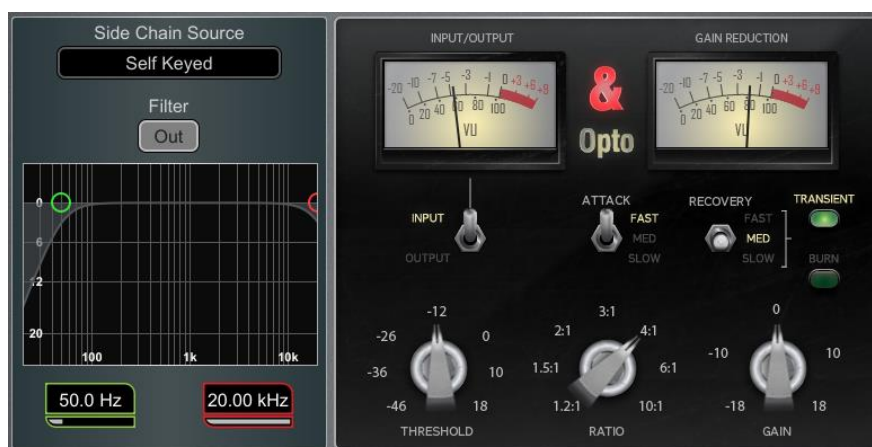 Side Chain Source
Self Keyed
Filter
Out
0
6
12
20
100 1k 10k
50.0 Hz 20.00 kHz
INPUT/OUTPUT
-20 -10 -7 -5 -3 -1 0 +3 +6 +8
0 20 40 60 80 100
VU
&
Opto
GAIN REDUCTION
-20 -10 -7 -5 -3 -1 0 +3 +6 +8
0 20 40 60 80 100
VU
INPUT
OUTPUT
ATTACK
FAST
MED
SLOW
RECOVERY
FAST
MED
SLOW
TRANSIENT
BURN
-46 -36 -26 -12 0 10 18
THRESHOLD
1.2:1 1.5:1 2:1 3:1 4:1 6:1 10:1
RATIO
-18 -10 0 10 18
GAIN